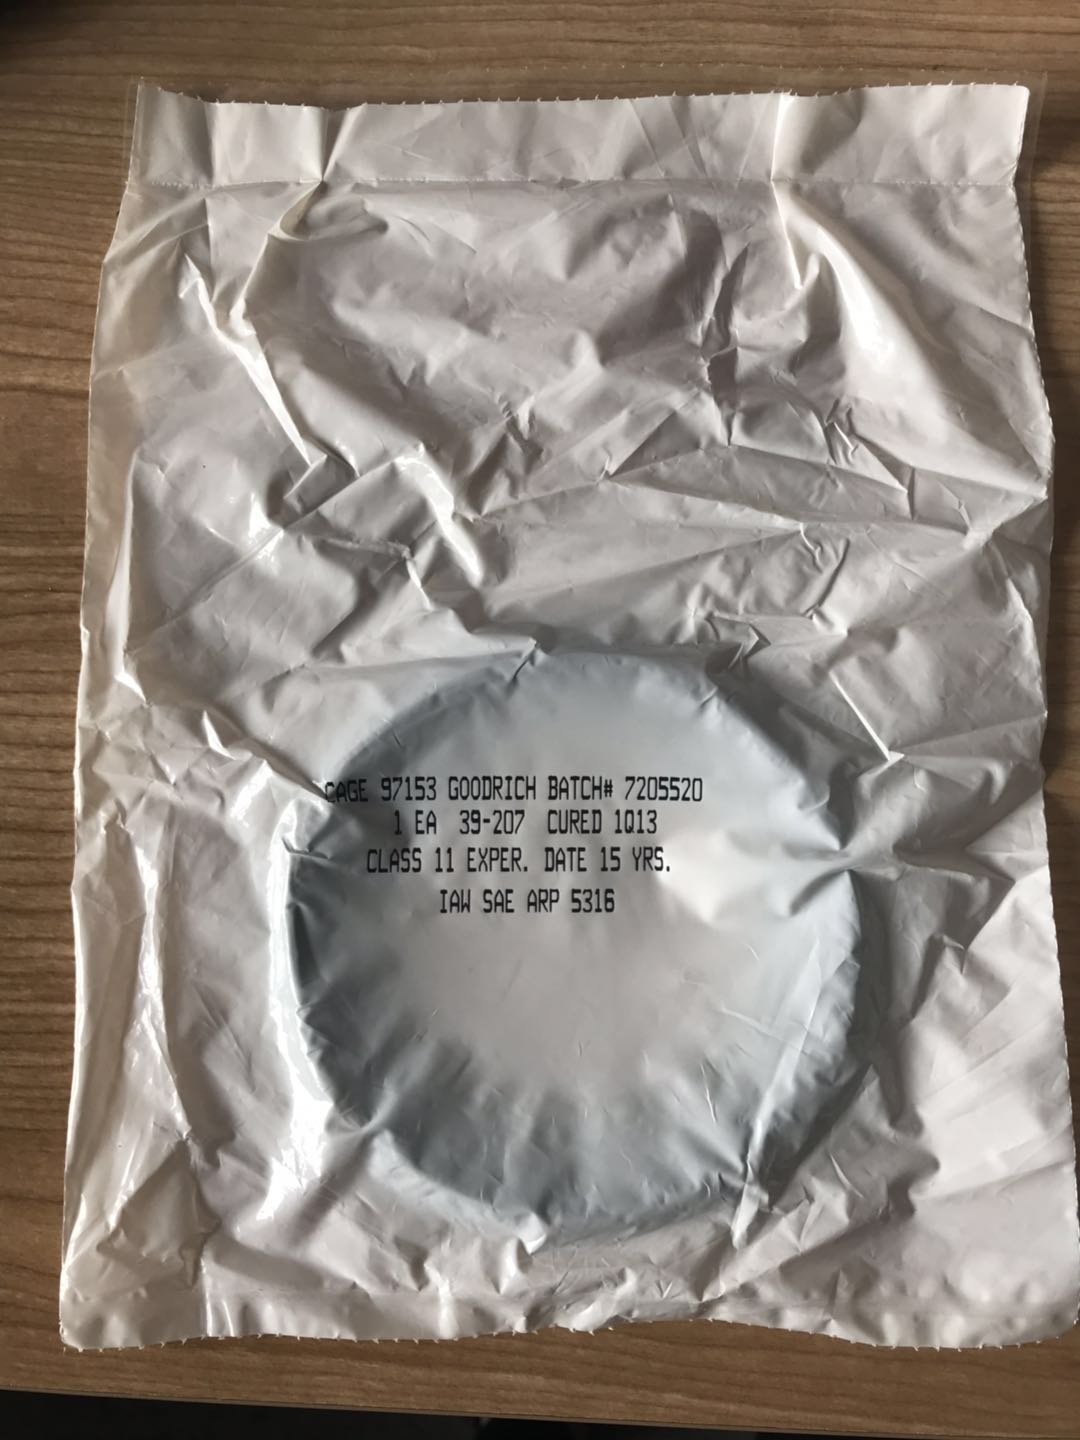 CAGE 97153 GOODRICH BATCH# 7205520
1 EA 39-207 CURED 1Q13
CLASS 11 EXPER. DATE 15 YRS.
IAW SAE ARP 5316